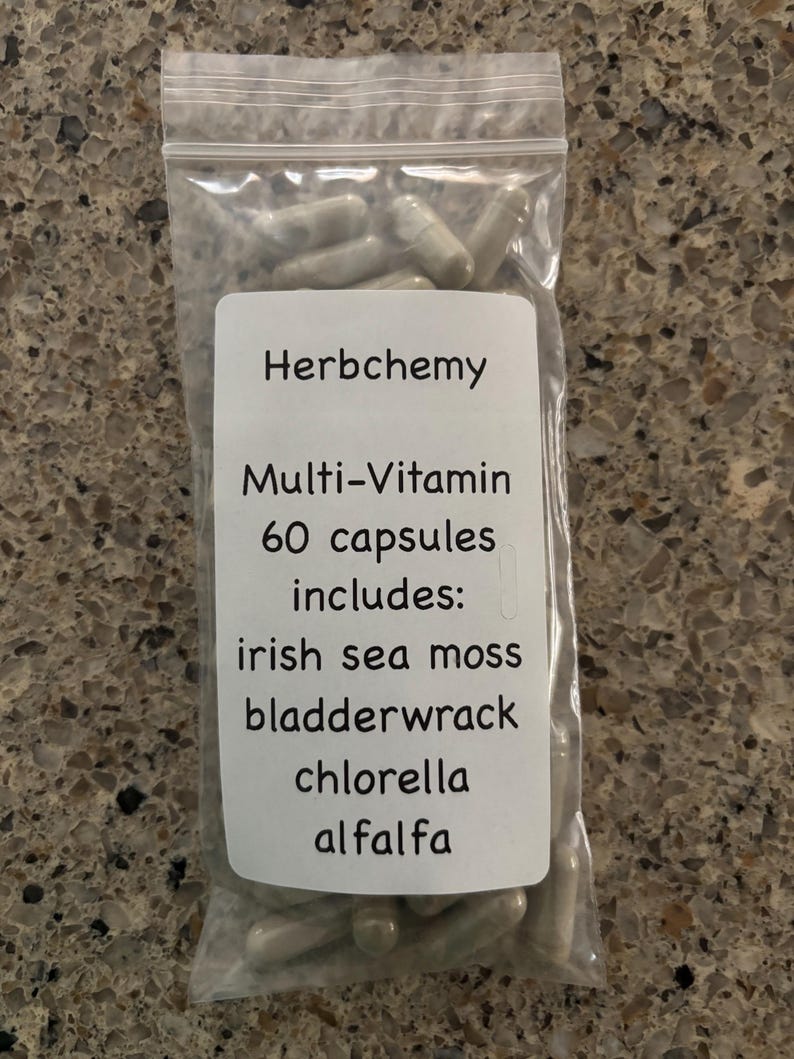 Herbchemy
Multi-Vitamin
60 capsules
includes:
irish sea moss
bladderwrack
chlorella
alfalfa